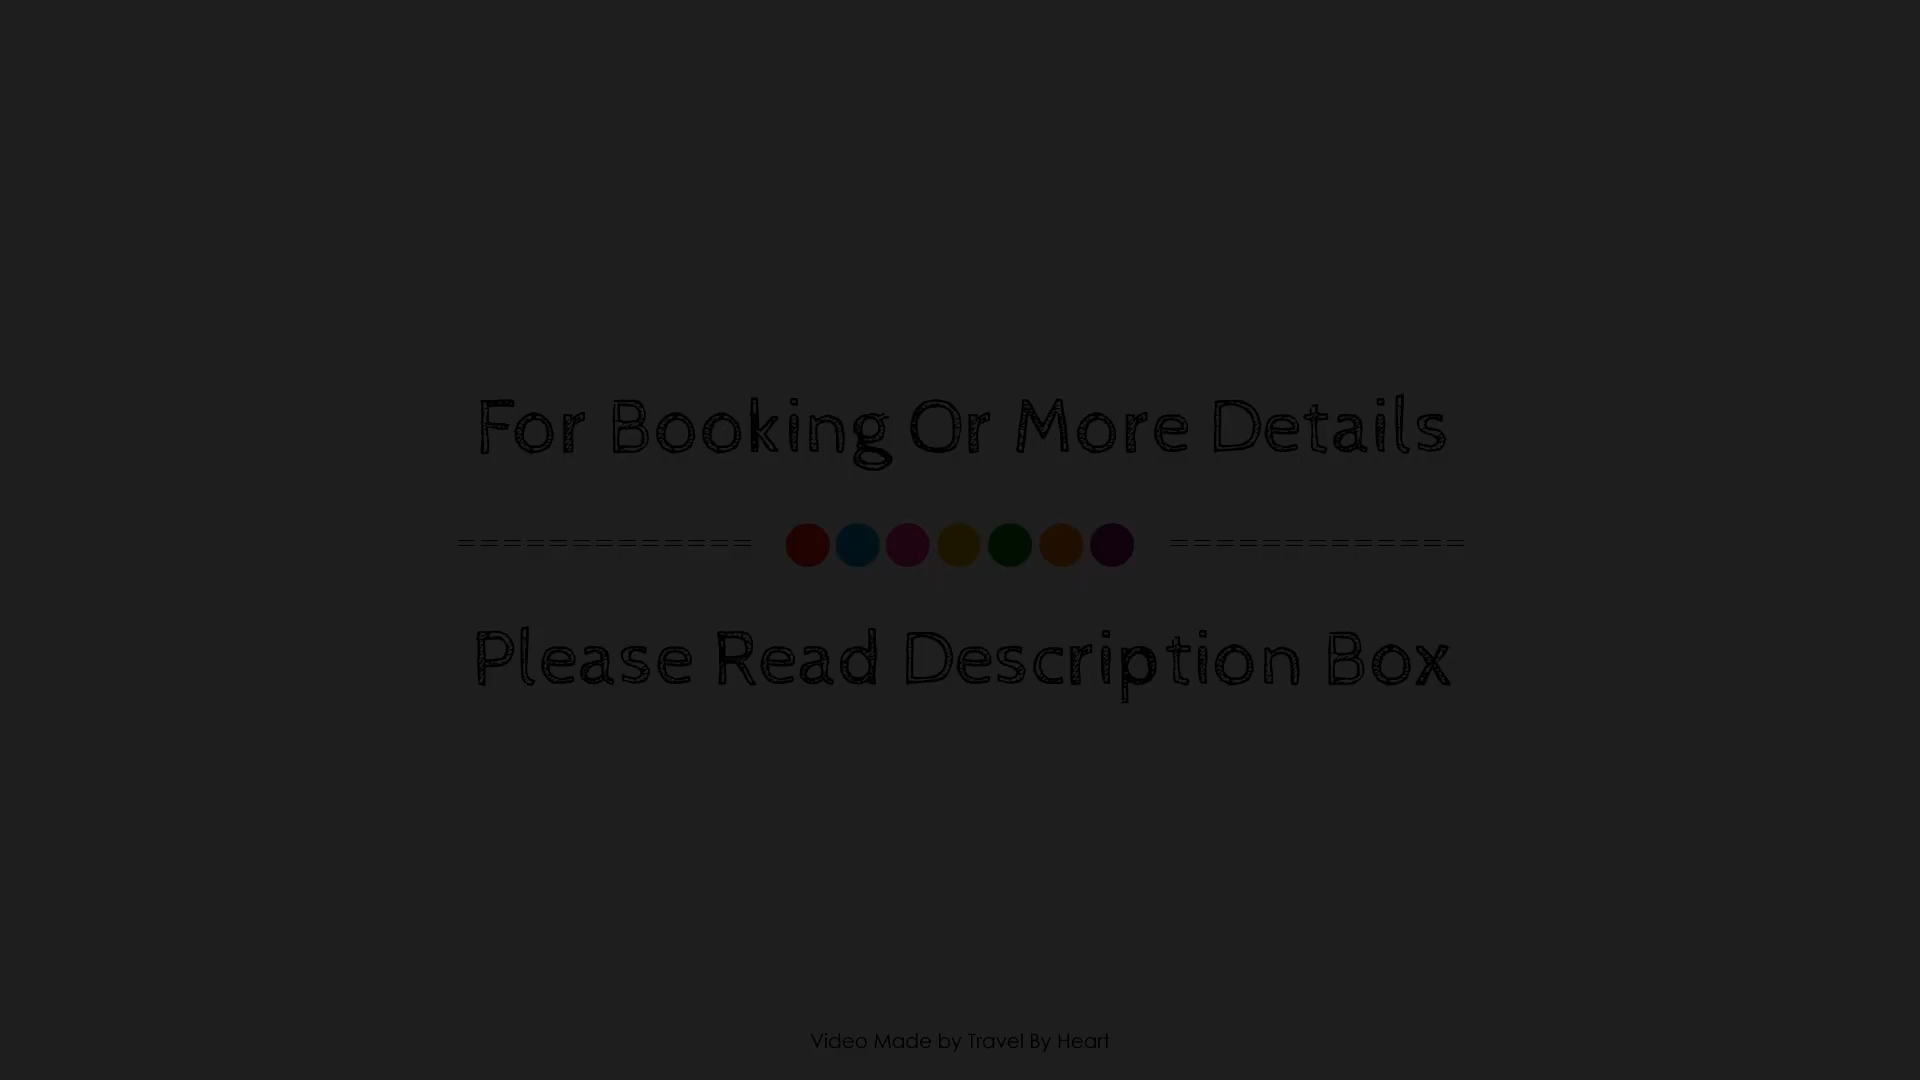 For Booking Or More Details
============= =============
Please Read Description Box
Video Made by Travel By Heart